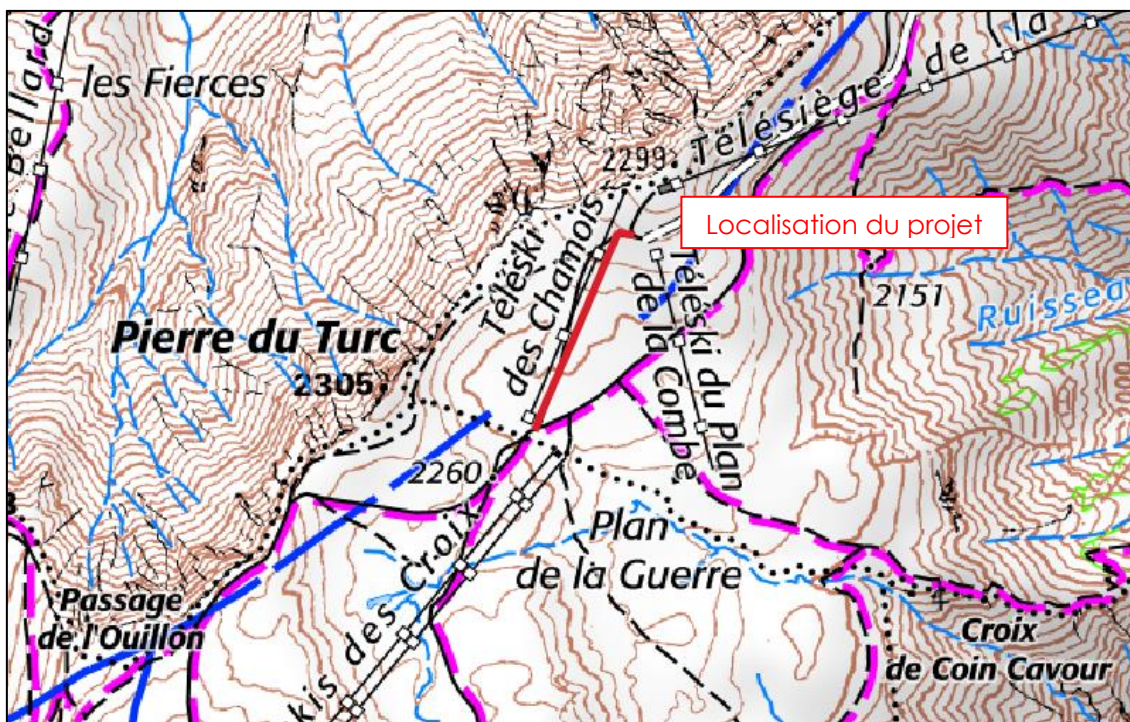 Bellard
les Fierces
Télésiège de la
2299
Localisation du projet
Téléski
des Chamois
Téléski du Plan
de la Combe
2151
Ruissea
Pierre du Turc
2305
2260
Plan
de la Guerre
des Croix
kis
Passage
de l'Ouillon
Croix
de Coin Cavour